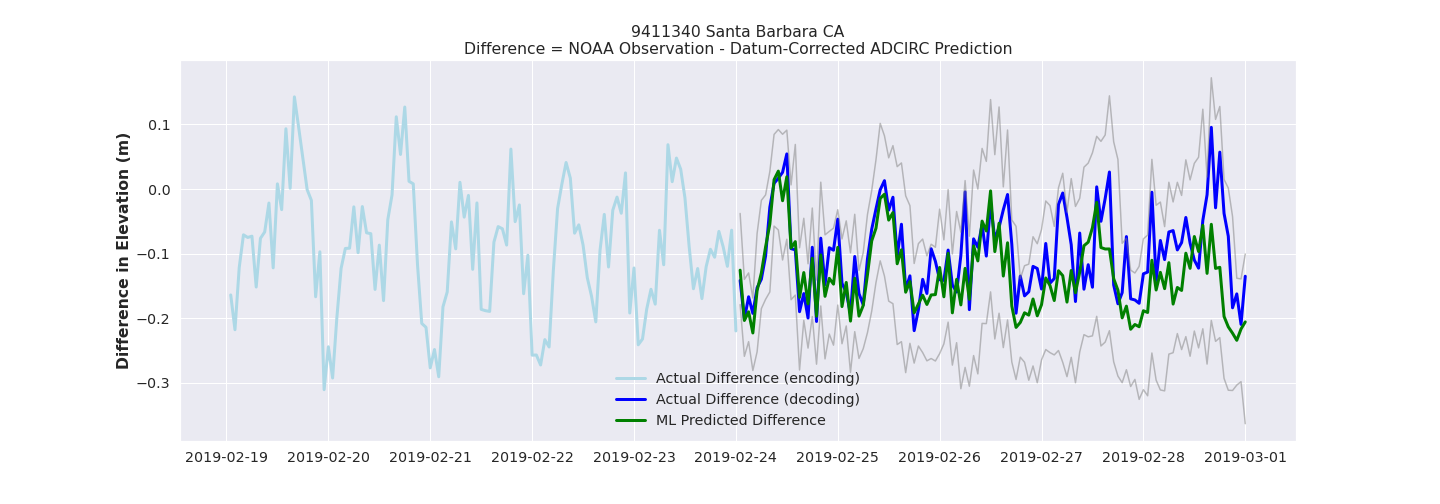 9411340 Santa Barbara CA
Difference = NOAA Observation - Datum-Corrected ADCIRC Prediction
Difference in Elevation (m)
0.1
0.0
−0.1
−0.2
−0.3
Actual Difference (encoding)
Actual Difference (decoding)
ML Predicted Difference
2019-02-19 2019-02-20 2019-02-21 2019-02-22 2019-02-23 2019-02-24 2019-02-25 2019-02-26 2019-02-27 2019-02-28 2019-03-01